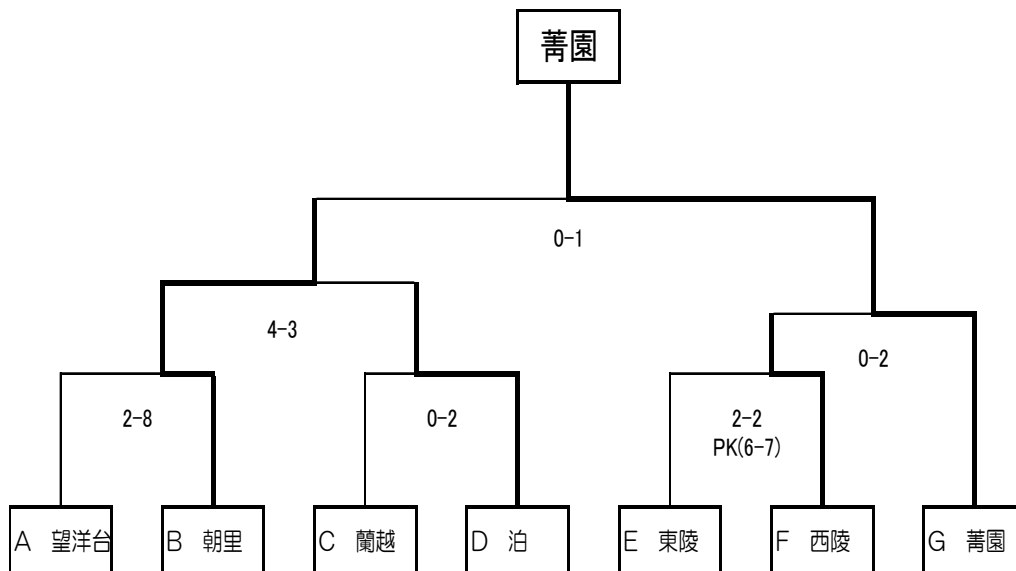 菁園
0-1
4-3
0-2
2-8
0-2
2-2
PK(6-7)
A 望洋台
B 朝里
C 蘭越
D 泊
E 東陵
F 西陵
G 菁園